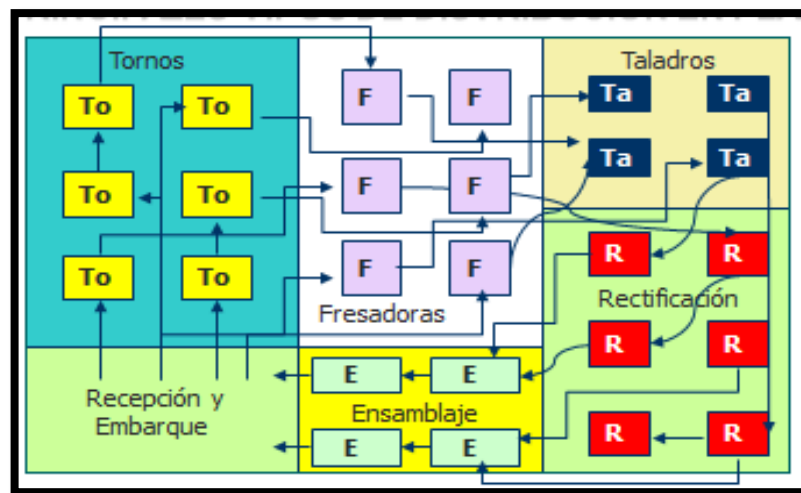 Tornos
Taladros
To To F F Ta Ta
Ta Ta
To To F F
R R
To To F F
Rectificación
Fresadoras
R R
E E
Recepción y
Embarque
Ensamblaje
E E
R R